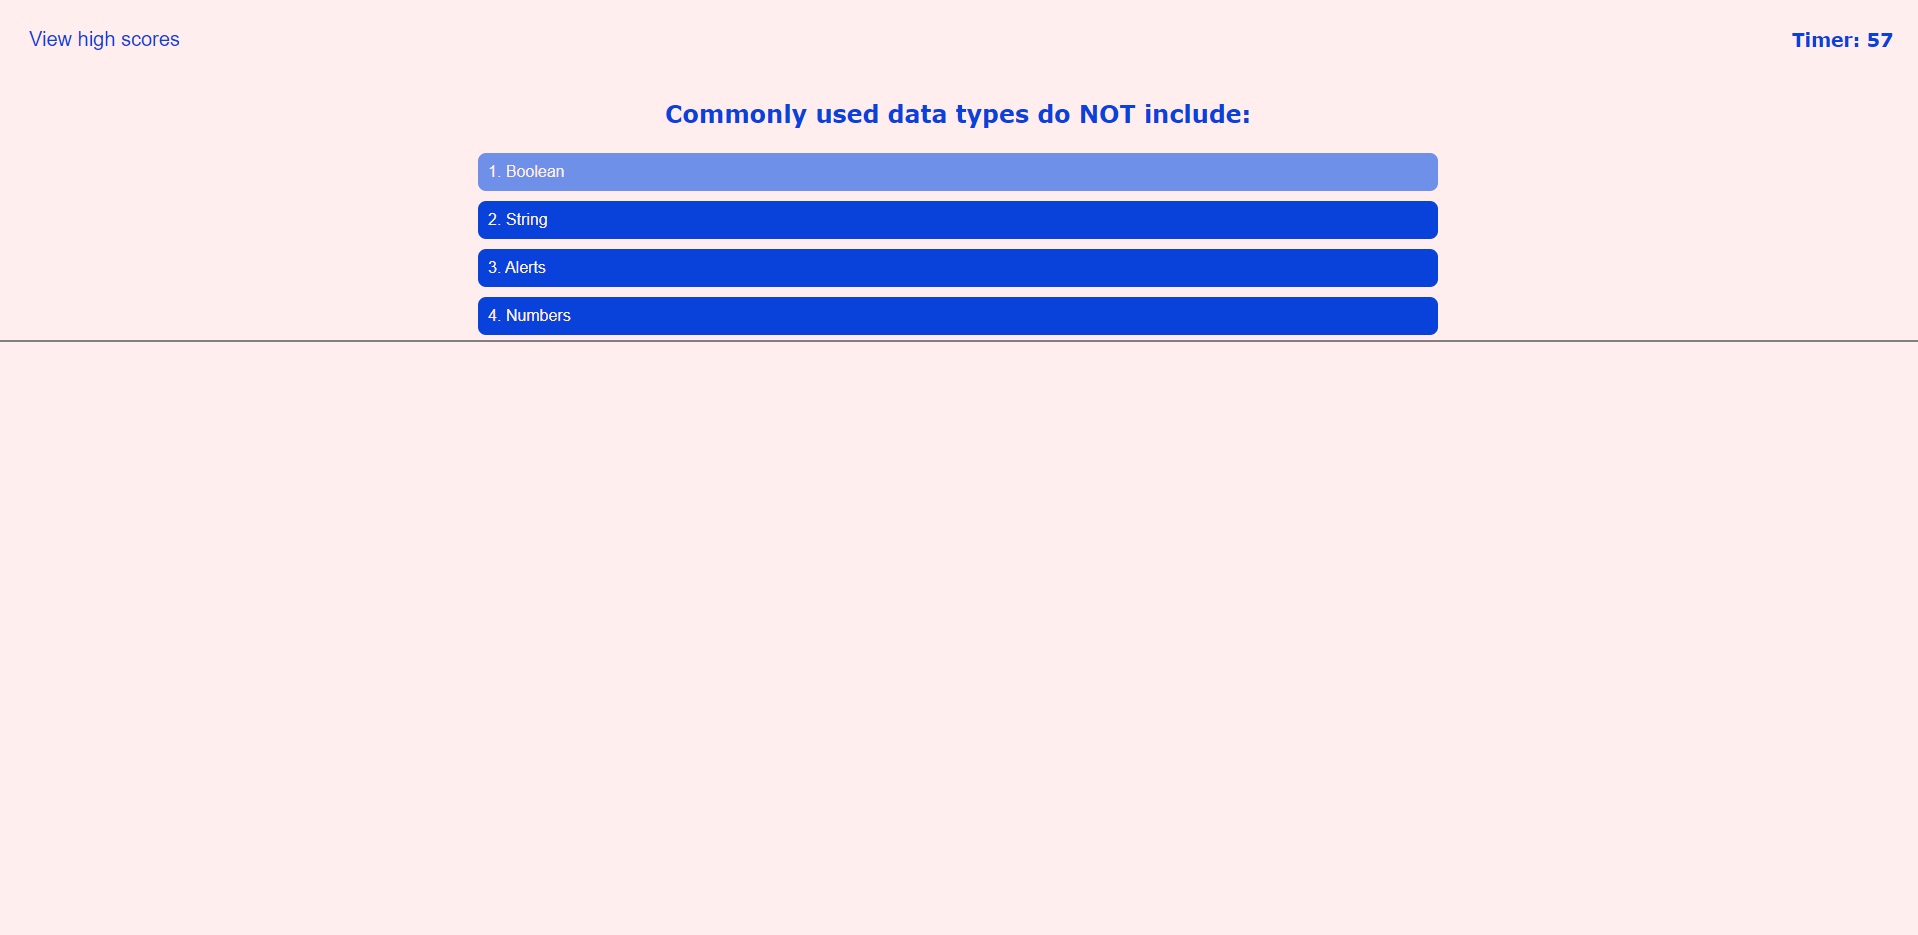 View high scores
Timer: 57
Commonly used data types do NOT include:
1. Boolean
2. String
3. Alerts
4. Numbers